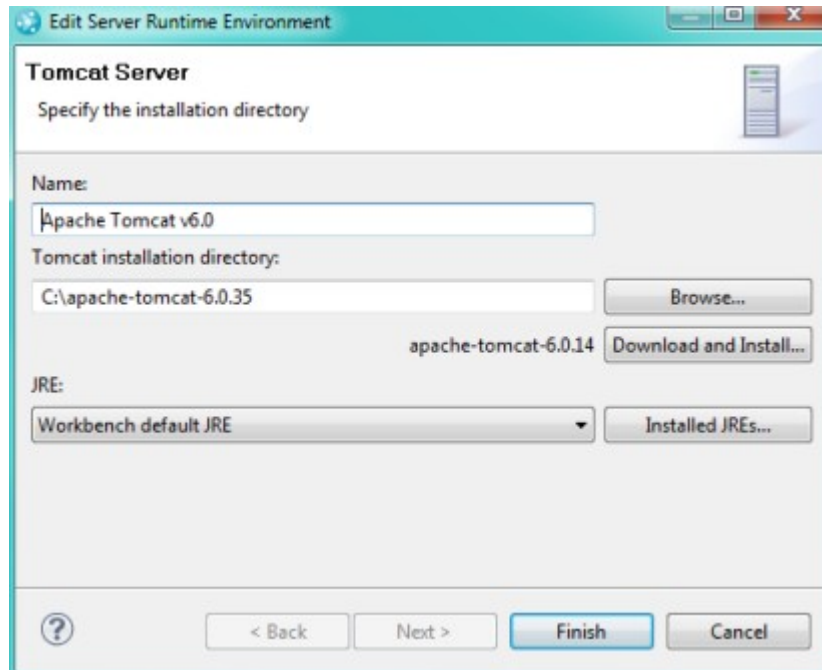 Edit Server Runtime Environment
Tomcat Server
Specify the installation directory
Name:
Apache Tomcat v6.0
Tomcat installation directory:
C:\apache-tomcat-6.0.35
Browse...
apache-tomcat-6.0.14 Download and Install...
JRE:
Workbench default JRE
Installed JREs...
? < Back Next > Finish Cancel